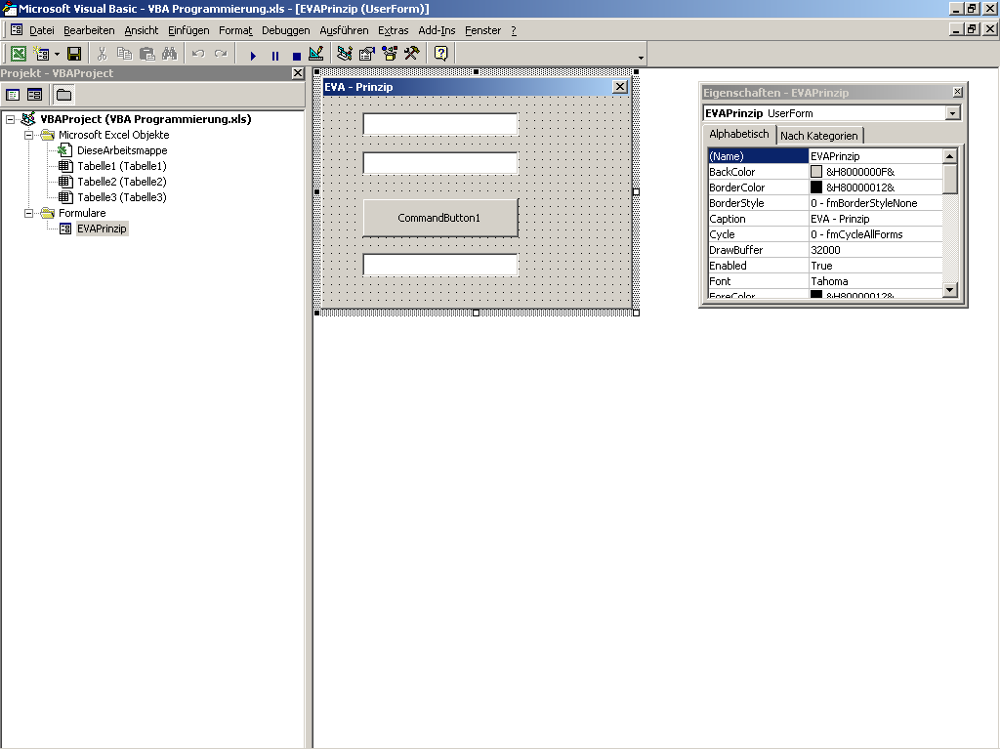 Microsoft Visual Basic - VBA Programmierung.xls - [EVAPrinzip (UserForm)]
Datei Bearbeiten Ansicht Einfügen Format Debuggen Ausführen Extras Add-Ins Fenster ?
Projekt - VBAProject
VBAProject (VBA Programmierung.xls)
Microsoft Excel Objekte
DieseArbeitsmappe
Tabelle1 (Tabelle1)
Tabelle2 (Tabelle2)
Tabelle3 (Tabelle3)
Formulare
EVAPrinzip
EVA - Prinzip
CommandButton1
Eigenschaften - EVAPrinzip
EVAPrinzip UserForm
Alphabetisch Nach Kategorien
(Name) EVAPrinzip
BackColor &H8000000F&
BorderColor &H80000012&
BorderStyle 0 - fmBorderStyleNone
Caption EVA - Prinzip
Cycle 0 - fmCycleAllForms
DrawBuffer 32000
Enabled True
Font Tahoma
ForeColor &H80000012&